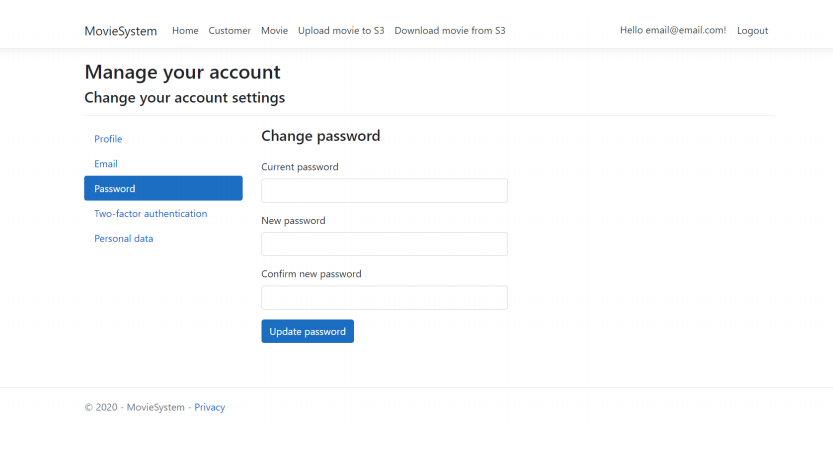 MovieSystem Home Customer Movie Upload movie to S3 Download movie from S3 Hello email@email.com! Logout
Manage your account
Change your account settings
Profile
Email
Password
Two-factor authentication
Personal data
Change password
Current password
New password
Confirm new password
Update password
© 2020 - MovieSystem - Privacy